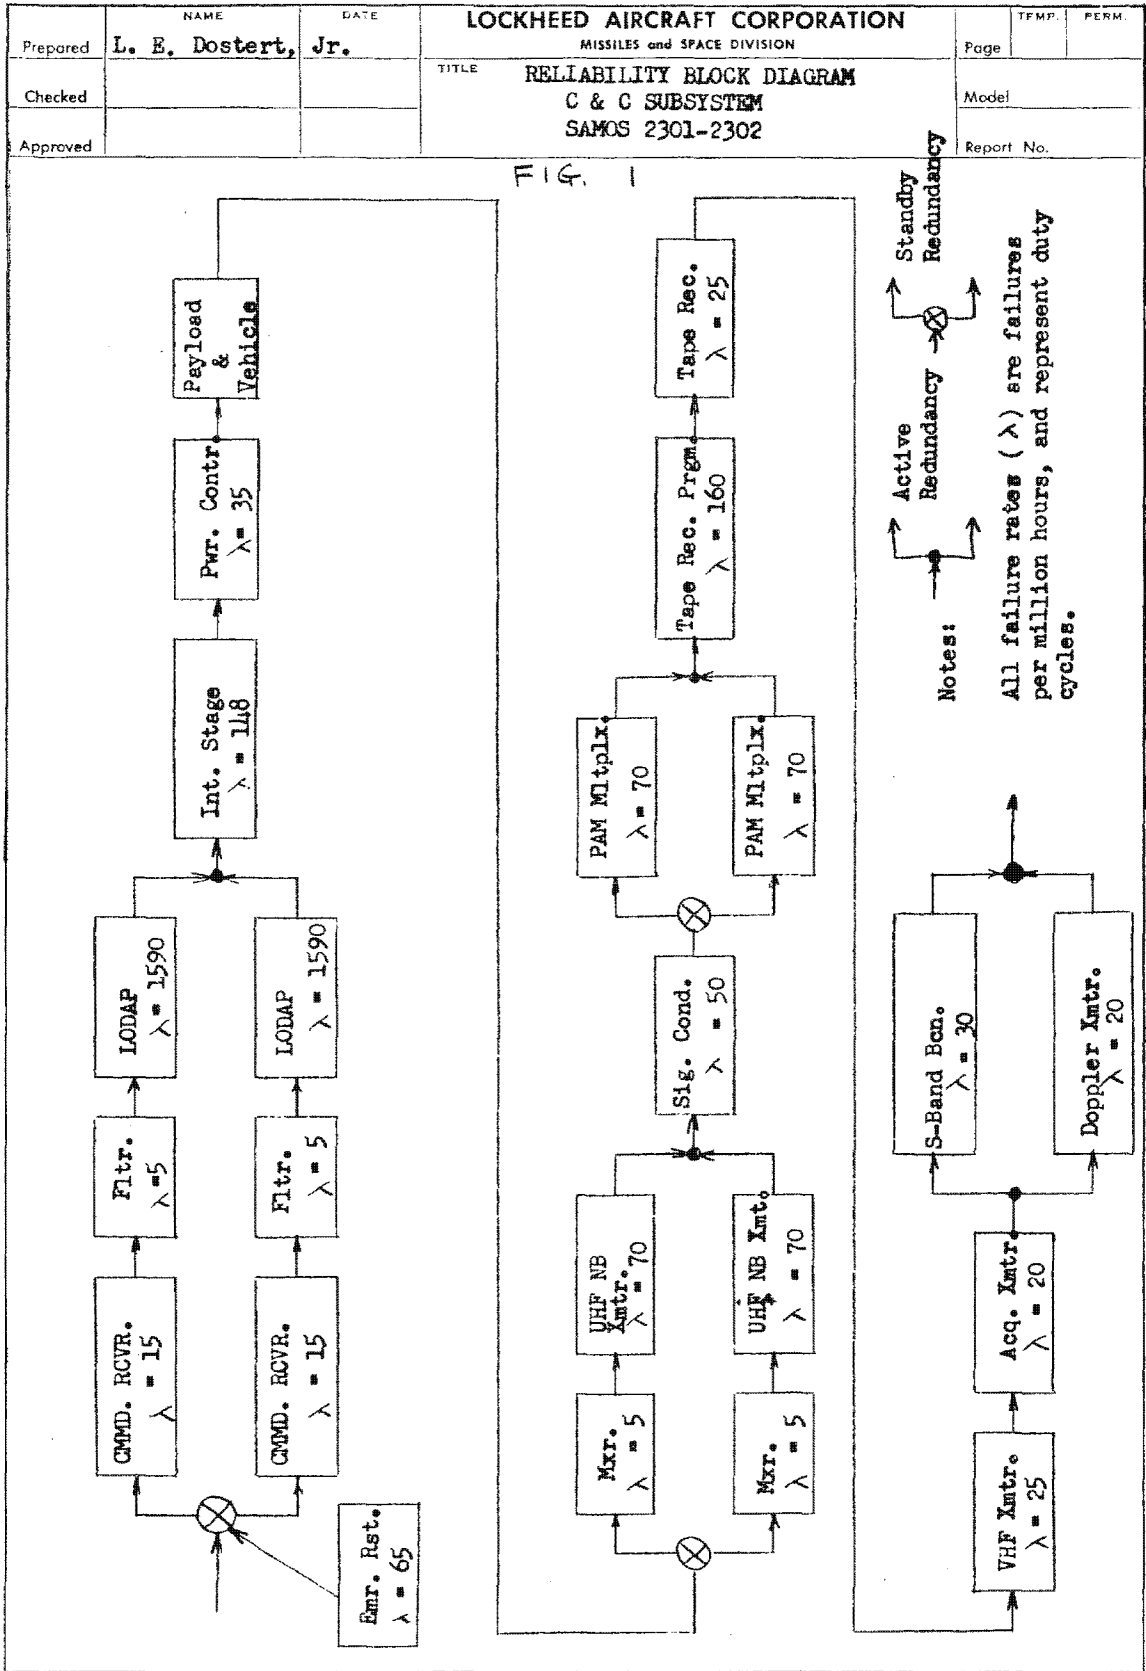 NAME
DATE
Prepared
L. E. Dostert, Jr.
Checked
Approved
LOCKHEED AIRCRAFT CORPORATION
MISSILES and SPACE DIVISION
TITLE
RELIABILITY BLOCK DIAGRAM
C & C SUBSYSTEM
SAMOS 2301-2302
TEMP.
PERM.
Page
Model
Report No.
FIG. 1
Emr. Rst.
λ = 65
CMMD. RCVR.
λ = 15
Fltr.
λ =5
LODAP
λ = 1590
CMMD. RCVR.
λ = 15
Fltr.
λ = 5
LODAP
λ = 1590
Int. Stage
λ = 148
Pwr. Contr.
λ= 35
Payload
&
Vehicle
Mxr.
λ = 5
UHF NB
Xmtr.
λ = 70
Mxr.
λ = 5
UHF NB Xmt.
λ = 70
Sig. Cond.
λ = 50
PAM Mltplx.
λ = 70
PAM Mltplx.
λ = 70
Tape Rec. Prgm.
λ = 160
Tape Rec.
λ = 25
VHF Xmtr.
λ = 25
Acq. Xmtr.
λ = 20
S-Band Bcn.
λ = 30
Doppler Xmtr.
λ = 20
Notes:
Active
Redundancy
Standby
Redundancy
All failure rates (λ) are failures
per million hours, and represent duty
cycles.